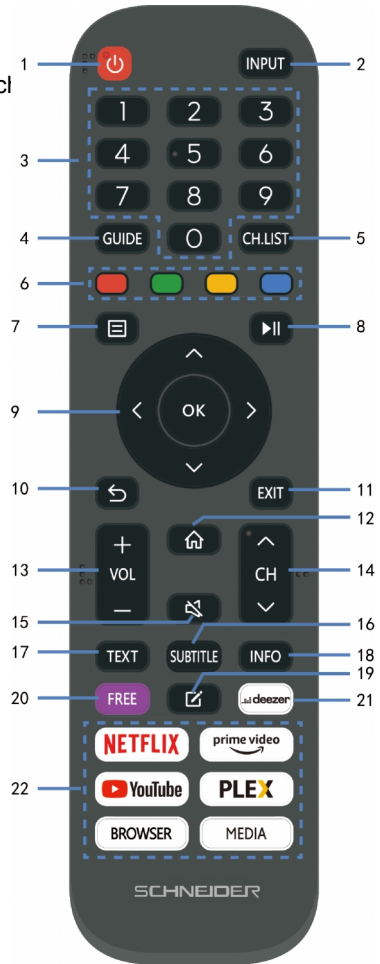 1 INPUT 2
ch
1 2 3
3 4 5 6
7 8 9
4 GUIDE 0 CH.LIST 5
6
7 8
9 OK
10 EXIT 11
12
13 + VOL - CH 14
15
16
17 TEXT SUBTITLE INFO 18
19
20 FREE deezer 21
NETFLIX prime video
22 YouTube PLEX
BROWSER MEDIA
SCHNEIDER